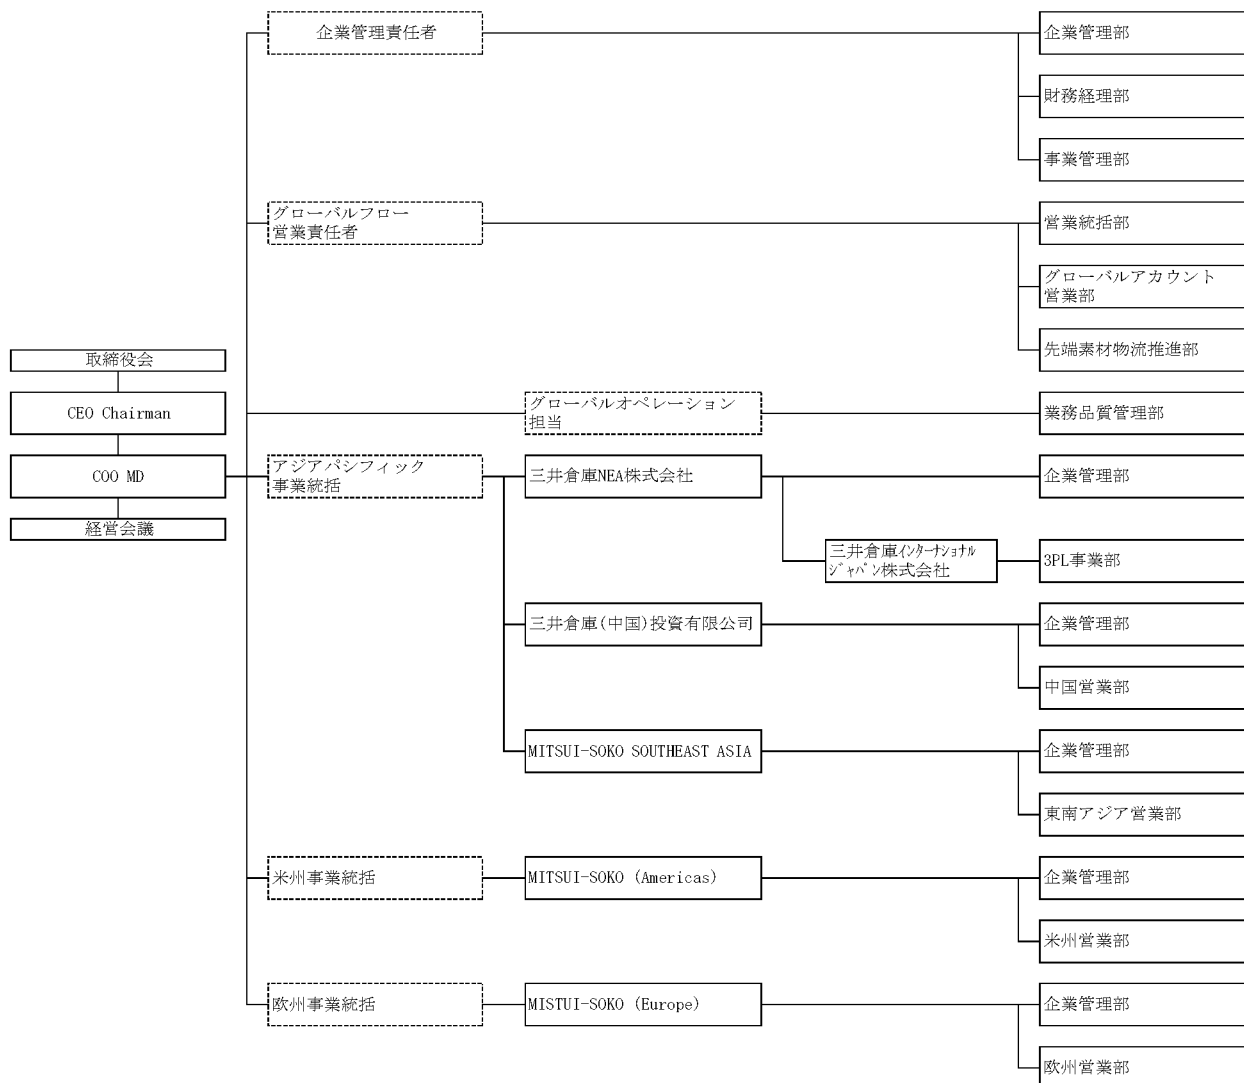 企業管理責任者
企業管理部
財務経理部
事業管理部
グローバルフロー
営業責任者
営業統括部
グローバルアカウント
営業部
先端素材物流推進部
取締役会
CEO Chairman
COO MD
経営会議
グローバルオペレーション
担当
業務品質管理部
アジアパシフィック
事業統括
三井倉庫NEA株式会社
企業管理部
三井倉庫ｲﾝﾀｰﾅｼｮﾅﾙ
ｼﾞｬﾊﾟﾝ株式会社
3PL事業部
三井倉庫(中国)投資有限公司
企業管理部
中国営業部
MITSUI-SOKO SOUTHEAST ASIA
企業管理部
東南アジア営業部
米州事業統括
MITSUI-SOKO (Americas)
企業管理部
米州営業部
欧州事業統括
MISTUI-SOKO (Europe)
企業管理部
欧州営業部